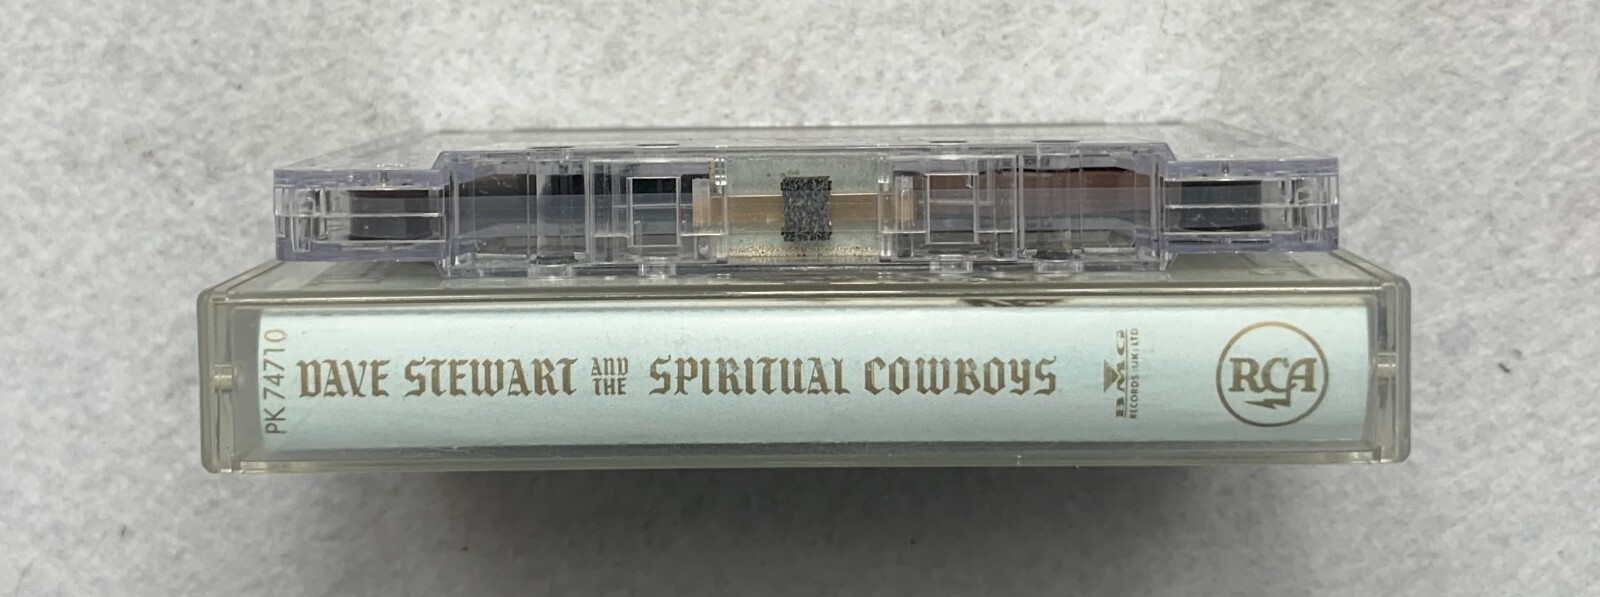 PK 74710
DAVE STEWART AND THE SPIRITUAL COWBOYS
BMG
RECORDS (UK) LTD
RCA